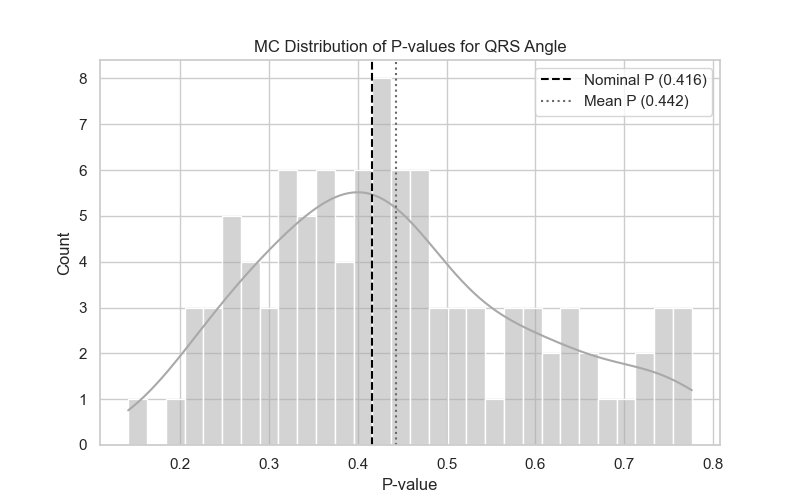 MC Distribution of P-values for QRS Angle
Nominal P (0.416)
Mean P (0.442)
Count
8
7
6
5
4
3
2
1
0
0.2 0.3 0.4 0.5 0.6 0.7 0.8
P-value